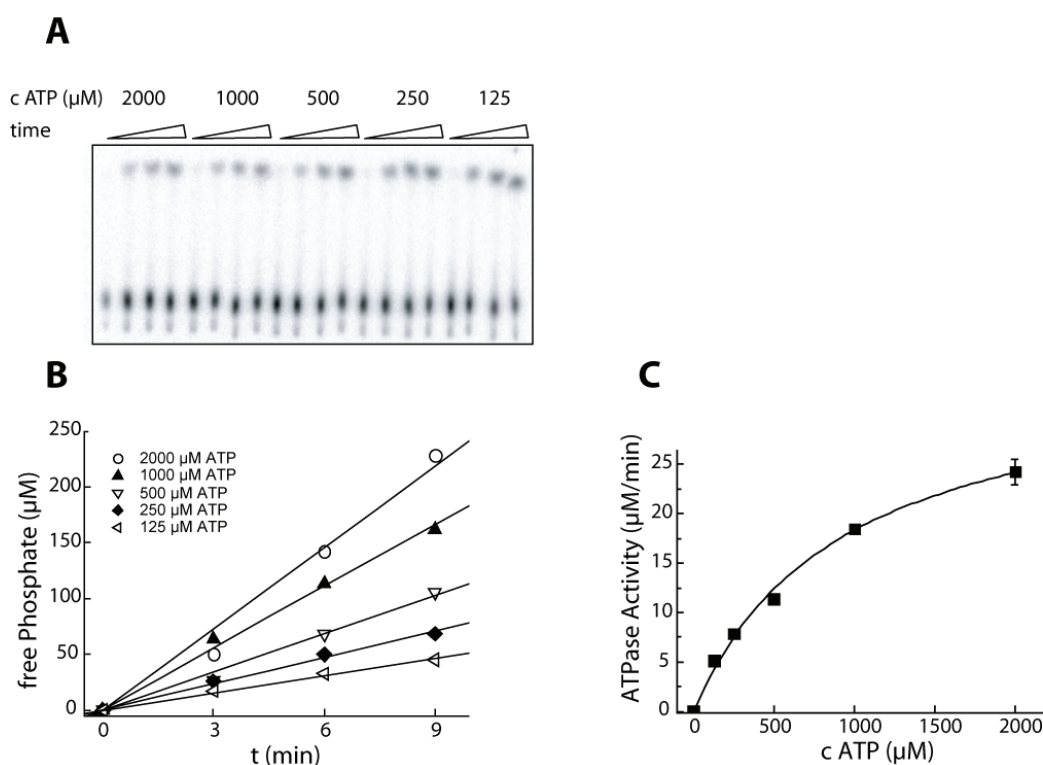 A
c ATP (µM) 2000 1000 500 250 125
time
B
free Phosphate (µM)
250
200
150
100
50
0
2000 µM ATP
1000 µM ATP
500 µM ATP
250 µM ATP
125 µM ATP
0 3 6 9
t (min)
C
ATPase Activity (µM/min)
25
20
15
10
5
0
0 500 1000 1500 2000
c ATP (µM)